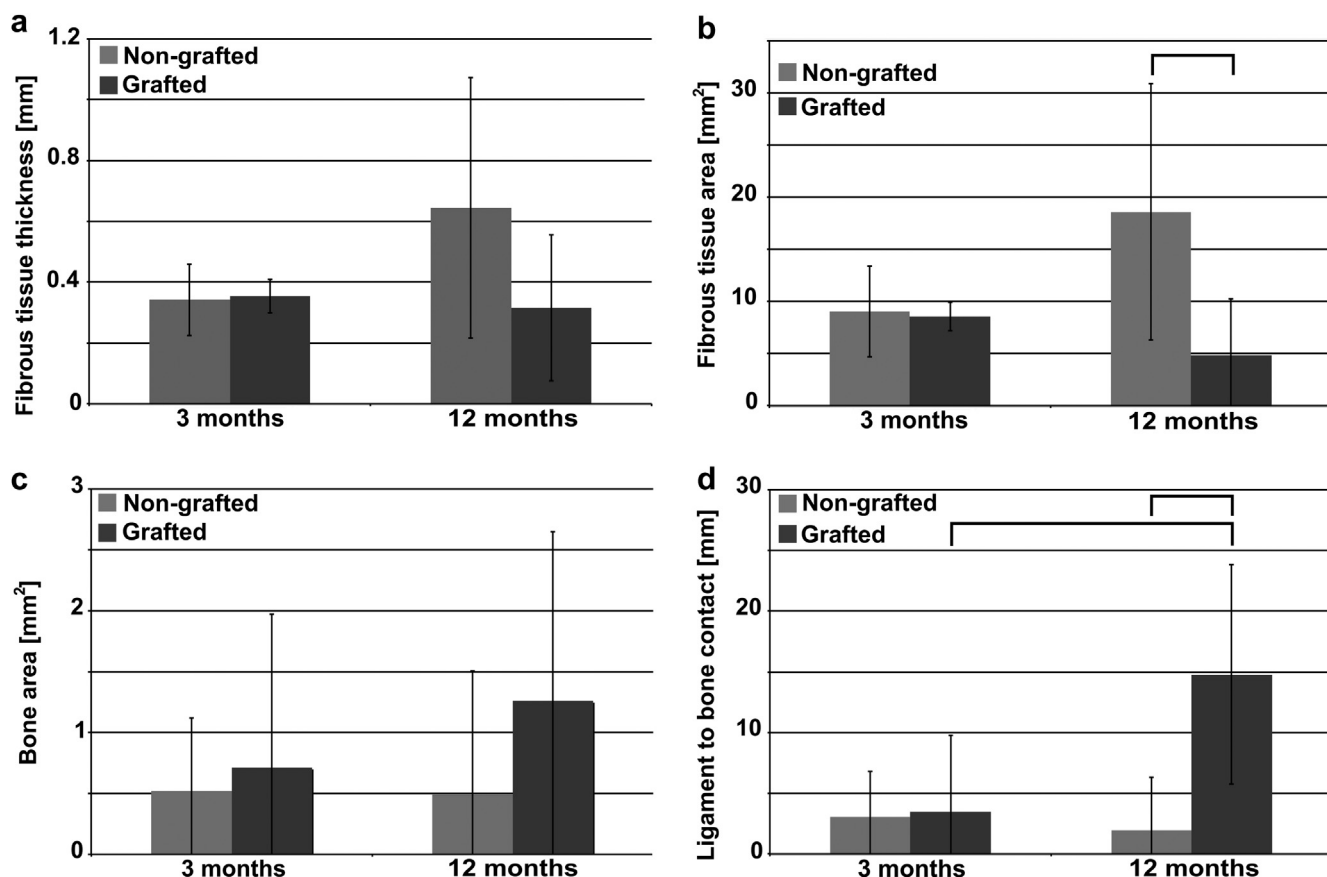 a
Non-grafted
Grafted
Fibrous tissue thickness [mm]
1.2
0.8
0.4
0
3 months
12 months
b
Non-grafted
Grafted
Fibrous tissue area [mm²]
30
20
10
0
3 months
12 months
c
Non-grafted
Grafted
Bone area [mm²]
3
2
1
0
3 months
12 months
d
Non-grafted
Grafted
Ligament to bone contact [mm]
30
20
10
0
3 months
12 months